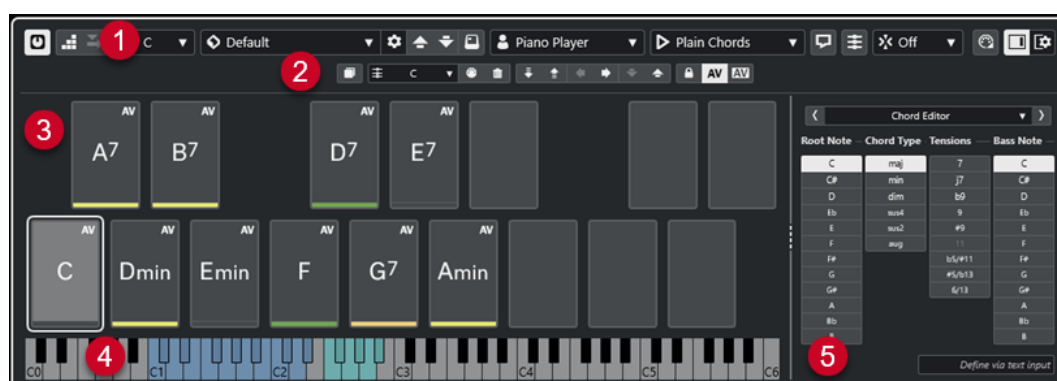 1 C Default Piano Player Plain Chords Off
2 C AV AV
3
AV AV AV AV
A7 B7 D7 E7
AV AV AV AV AV AV
C Dmin Emin F G7 Amin
4
C0 C1 C2 C3 C4 C5 C6
Chord Editor
Root Note Chord Type Tensions Bass Note
C maj 7 C
C# min j7 C#
D dim b9 D
Eb sus4 9 Eb
E sus2 #9 E
F aug 11 F
F# b5/#11 F#
G #5/b13 G
G# 6/13 G#
A A
Bb Bb
B B
5
Define via text input